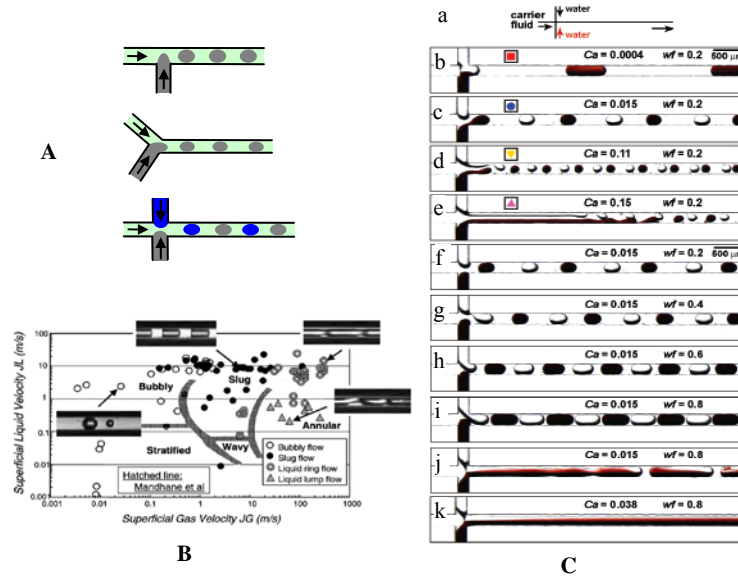 A
100
10
1
0.1
0.01
0.001
Superficial Liquid Velocity JL (m/s)
Bubbly
Slug
Annular
Wavy
Stratified
Hatched line:
Mandhane et al
Bubbly flow
Slug flow
Liquid ring flow
Liquid lump flow
0.001 0.01 0.1 1 10 100 1000
Superficial Gas Velocity JG (m/s)
B
a
carrier
fluid
water
water
b Ca = 0.0004 wf = 0.2 500 μm
c Ca = 0.015 wf = 0.2
d Ca = 0.11 wf = 0.2
e Ca = 0.15 wf = 0.2
f Ca = 0.015 wf = 0.2 500 μm
g Ca = 0.015 wf = 0.4
h Ca = 0.015 wf = 0.6
i Ca = 0.015 wf = 0.8
j Ca = 0.015 wf = 0.8
k Ca = 0.038 wf = 0.8
C